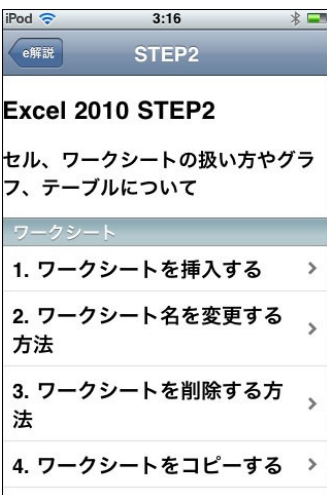 iPod 3:16
e解説 STEP2
Excel 2010 STEP2
セル、ワークシートの扱い方やグラ
フ、テーブルについて
ワークシート
1. ワークシートを挿入する
2. ワークシート名を変更する
方法
3. ワークシートを削除する方
法
4. ワークシートをコピーする